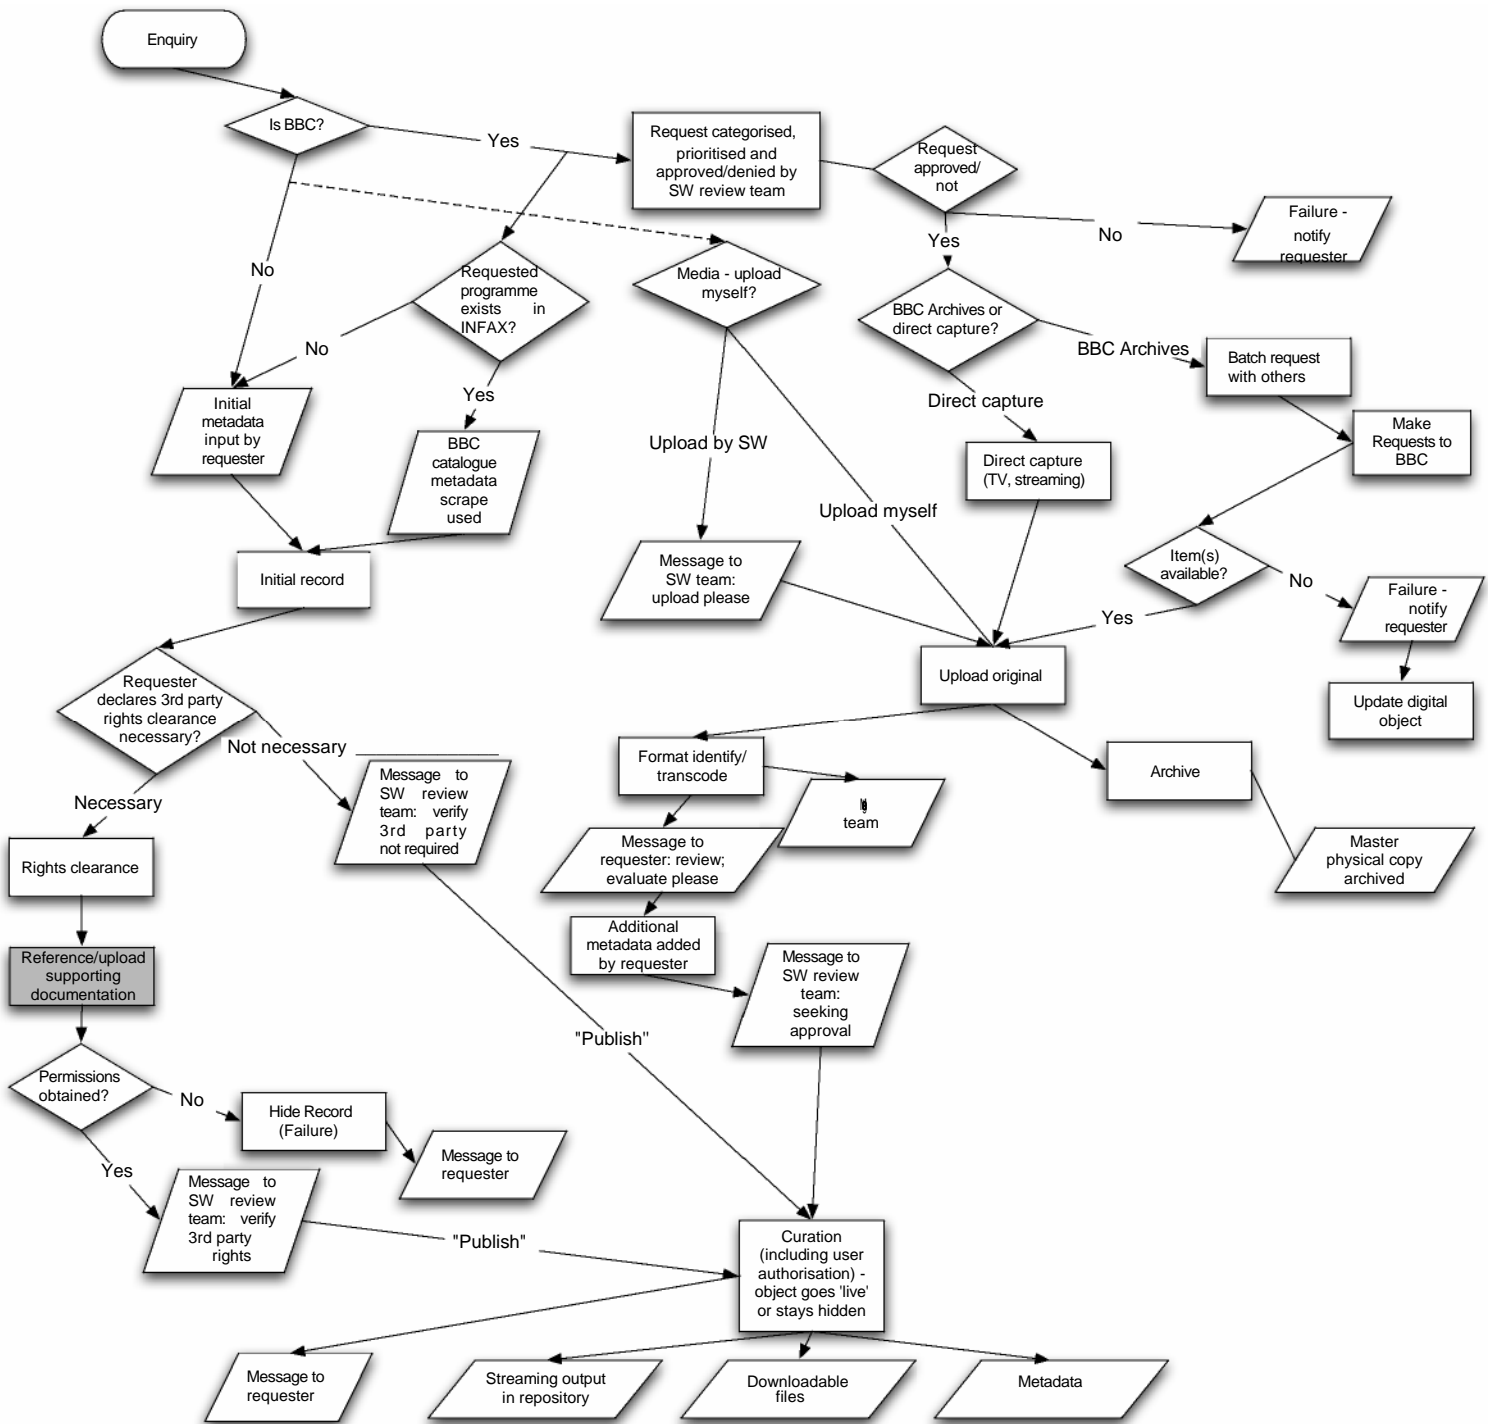 Enquiry
Is BBC?
Yes
Request categorised,
prioritised and
approved/denied by
SW review team
Request
approved/
not
Failure -
notify
requester
No
Yes
No
Requested
programme
exists in
INFAX?
Media - upload
myself?
BBC Archives or
direct capture?
No
BBC Archives
Batch request
with others
Yes
Initial
metadata
input by
requester
Direct capture
Make
Requests to
BBC
BBC
catalogue
metadata
scrape
used
Upload by SW
Direct capture
(TV, streaming)
Upload myself
Message to
SW team:
upload please
Item(s)
available?
No
Initial record
Failure -
notify
requester
Yes
Requester
declares 3rd party
rights clearance
necessary?
Upload original
Update digital
object
Not necessary
Format identify/
transcode
Archive
Message to
SW review
team: verify
3rd party
not required
Necessary
team
Message to
requester: review;
evaluate please
Master
physical copy
archived
Rights clearance
Additional
metadata added
by requester
Reference/upload
supporting
documentation
Message to
SW review
team:
seeking
approval
"Publish"
Permissions
obtained?
No
Hide Record
(Failure)
Message to
requester
Yes
Message to
SW review
team: verify
3rd party
rights
"Publish"
Curation
(including user
authorisation) -
object goes 'live'
or stays hidden
Message to
requester
Streaming output
in repository
Downloadable
files
Metadata